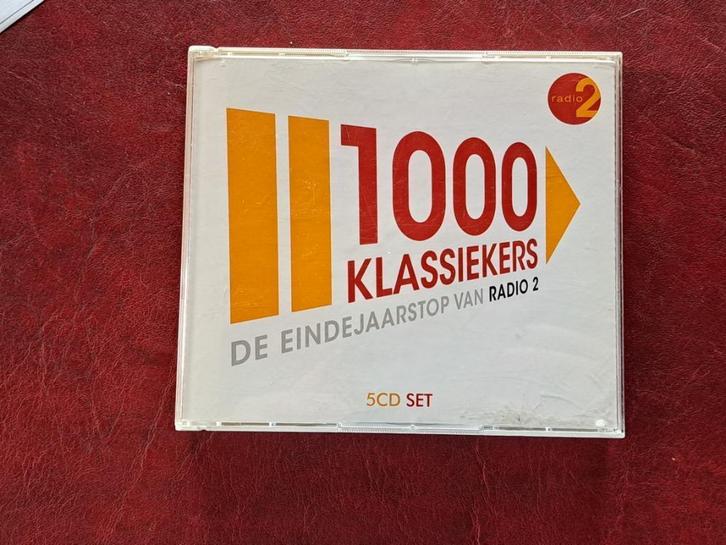 radio 2
1000
KLASSIEKERS
DE EINDEJAARSTOP VAN RADIO 2
5CD SET